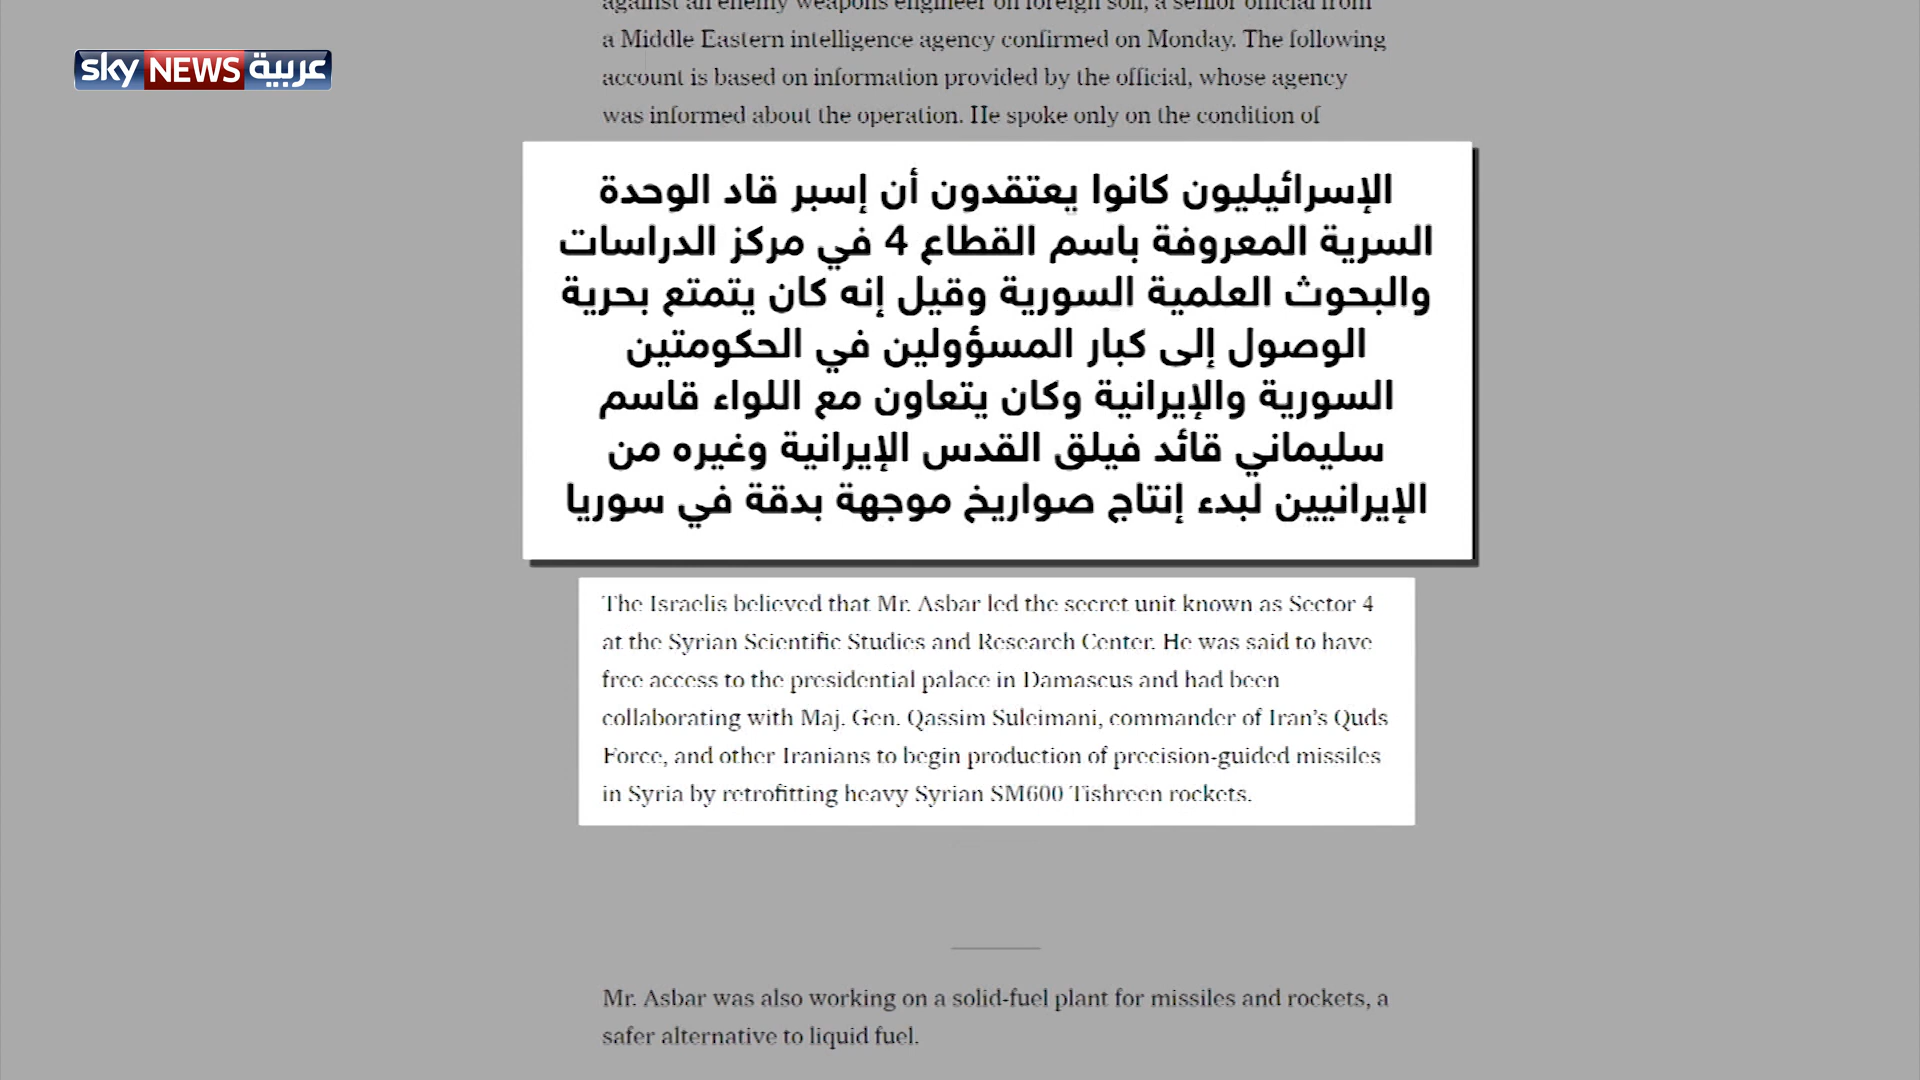 against an enemy weapons engineer on foreign soil, a senior official from
a Middle Eastern intelligence agency confirmed on Monday. The following
sky NEWS عربية
account is based on information provided by the official, whose agency
was informed about the operation. He spoke only on the condition of
الإسرائيليون كانوا يعتقدون أن إسبر قاد الوحدة
السرية المعروفة باسم القطاع 4 في مركز الدراسات
والبحوث العلمية السورية وقيل إنه كان يتمتع بحرية
الوصول إلى كبار المسؤولين في الحكومتين
السورية والإيرانية وكان يتعاون مع اللواء قاسم
سليماني قائد فيلق القدس الإيرانية وغيره من
الإيرانيين لبدء إنتاج صواريخ موجهة بدقة في سوريا
The Israelis believed that Mr. Asbar led the secret unit known as Sector 4
at the Syrian Scientific Studies and Research Center. He was said to have
free access to the presidential palace in Damascus and had been
collaborating with Maj. Gen. Qassim Suleimani, commander of Iran's Quds
Force, and other Iranians to begin production of precision-guided missiles
in Syria by retrofitting heavy Syrian SM600 Tishreen rockets.
Mr. Asbar was also working on a solid-fuel plant for missiles and rockets, a
safer alternative to liquid fuel.